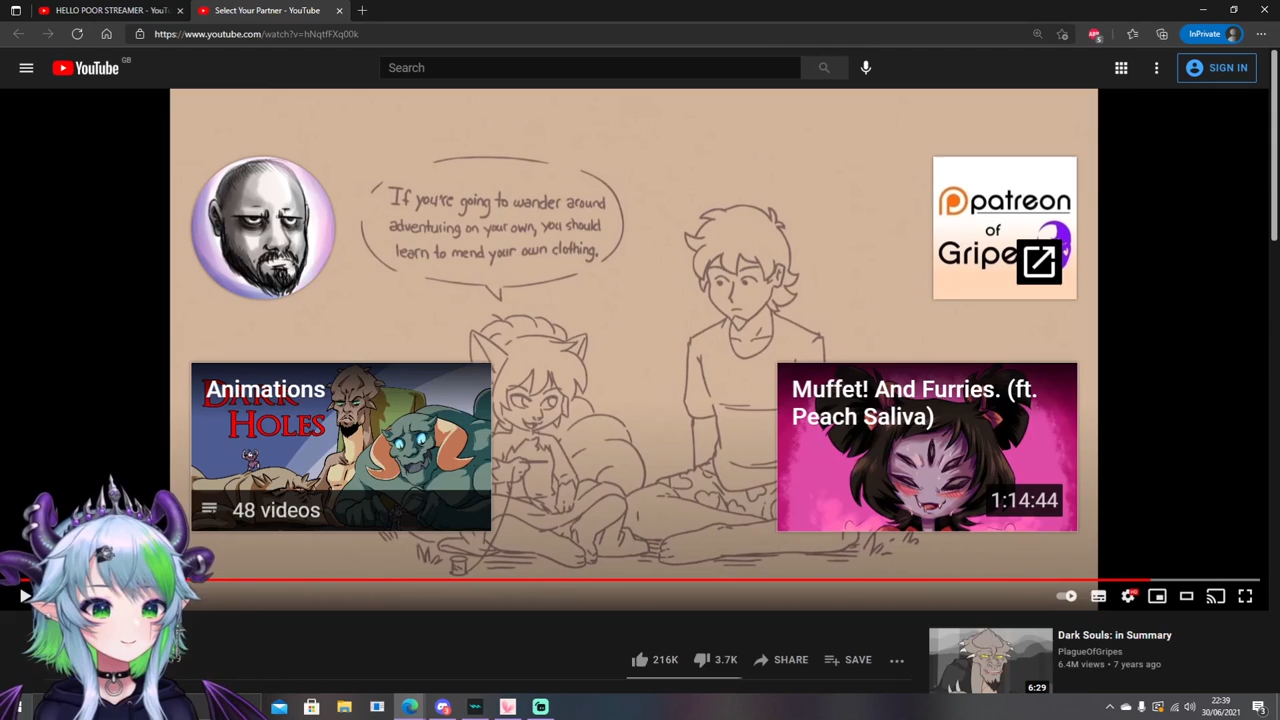 HELLO POOR STREAMER - YouT
Select Your Partner - YouTube
https://www.youtube.com/watch?v=hNqtfFXq00k
InPrivate
YouTube GB
Search
SIGN IN
If you're going to wander around
adventuring on your own, you should
learn to mend your own clothing.
patreon
of
Gripe
Animations
DARK
HOLES
48 videos
Muffet! And Furries. (ft.
Peach Saliva)
1:14:44
216K
3.7K
SHARE
SAVE
Dark Souls: in Summary
PlagueOfGripes
6.4M views • 7 years ago
6:29
22:39
30/06/2021